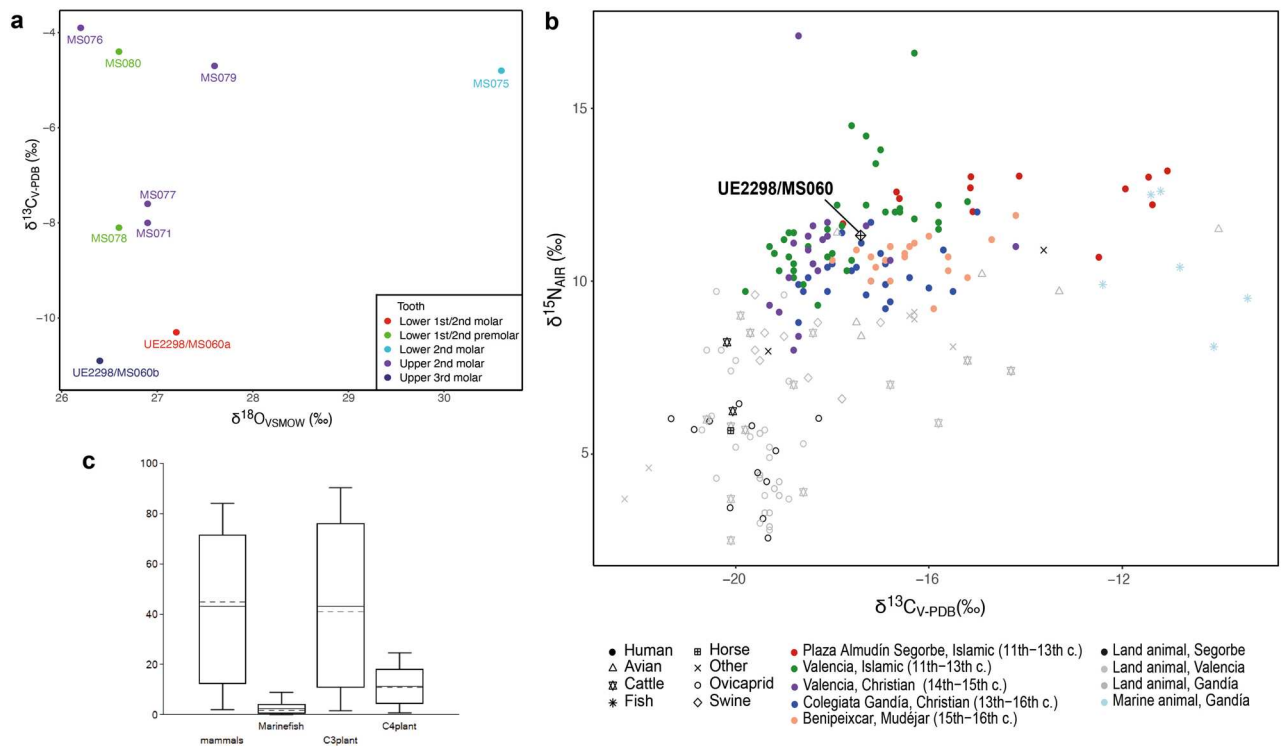 a
−4
−6
−8
−10
δ13CV-PDB (‰)
MS076
MS080
MS079
MS075
MS077
MS071
MS078
UE2298/MS060a
UE2298/MS060b
Tooth
Lower 1st/2nd molar
Lower 1st/2nd premolar
Lower 2nd molar
Upper 2nd molar
Upper 3rd molar
26 27 28 29 30
δ18OVSMOW (‰)
b
15
10
5
δ15NAIR (‰)
UE2298/MS060
−20 −16 −12
δ13CV-PDB(‰)
Human
Avian
Cattle
Fish
Horse
Other
Ovicaprid
Swine
Plaza Almudín Segorbe, Islamic (11th−13th c.)
Valencia, Islamic (11th−13th c.)
Valencia, Christian (14th−15th c.)
Colegiata Gandía, Christian (13th−16th c.)
Benipeixcar, Mudéjar (15th−16th c.)
Land animal, Segorbe
Land animal, Valencia
Land animal, Gandía
Marine animal, Gandía
c
100
80
60
40
20
0
mammals
Marinefish
C3plant
C4plant